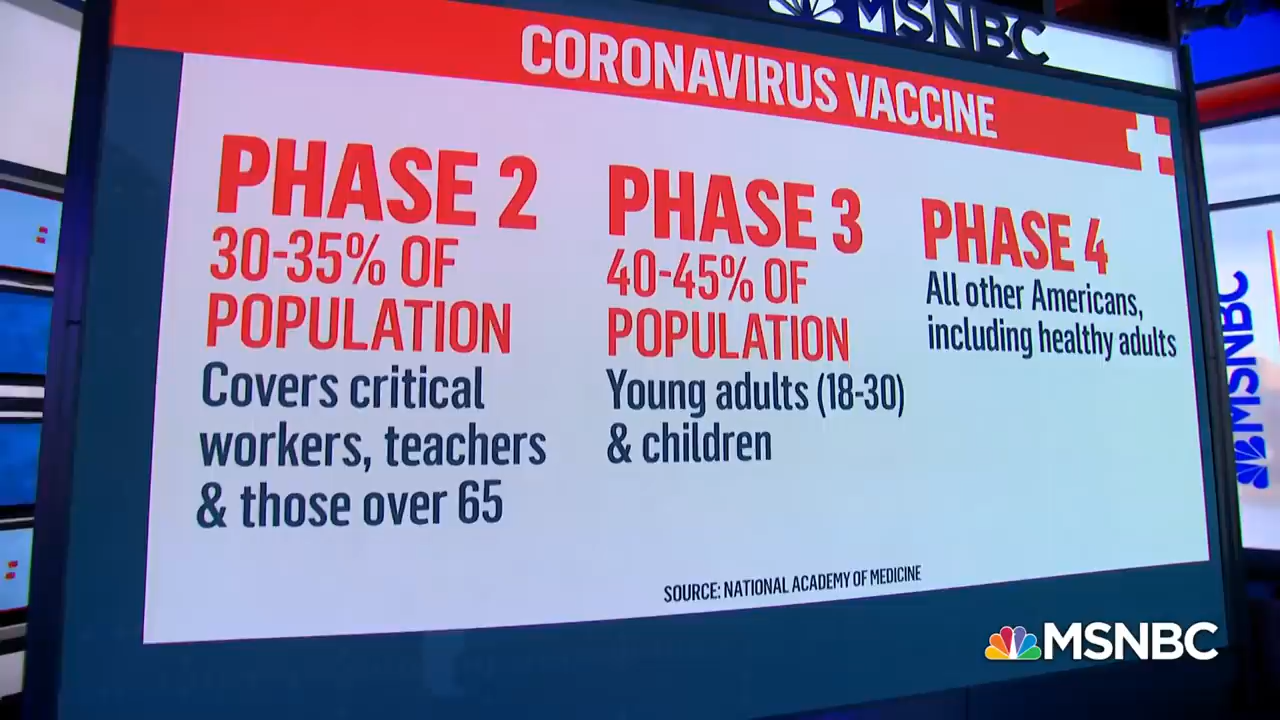 MSNBC
CORONAVIRUS VACCINE
PHASE 2
30-35% OF
POPULATION
Covers critical
workers, teachers
& those over 65
PHASE 3
40-45% OF
POPULATION
Young adults (18-30)
& children
PHASE 4
All other Americans,
including healthy adults
SOURCE: NATIONAL ACADEMY OF MEDICINE
MSNBC
MSNBC